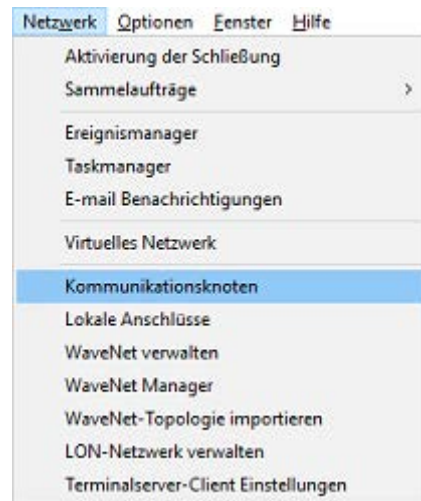 Netzwerk Optionen Fenster Hilfe
Aktivierung der Schließung
Sammelaufträge
Ereignismanager
Taskmanager
E-mail Benachrichtigungen
Virtuelles Netzwerk
Kommunikationsknoten
Lokale Anschlüsse
WaveNet verwalten
WaveNet Manager
WaveNet-Topologie importieren
LON-Netzwerk verwalten
Terminalserver-Client Einstellungen